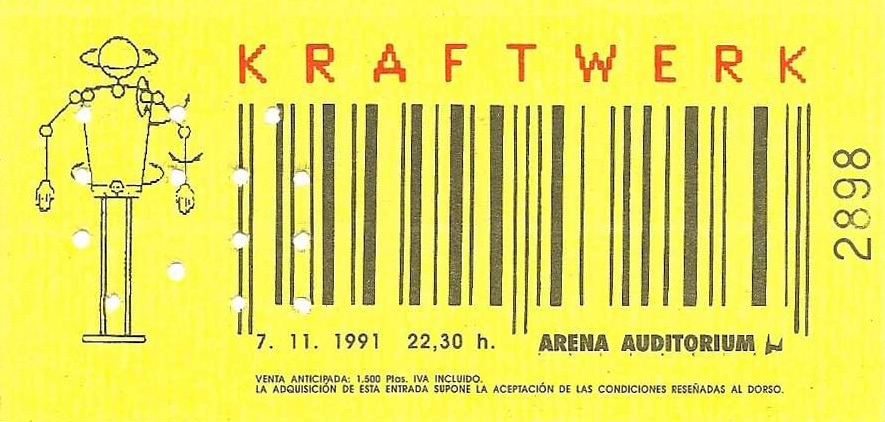 KRAFTWERK
2898
7. 11. 1991 22,30 h. ARENA AUDITORIUM
VENTA ANTICIPADA: 1.500 Ptas. IVA INCLUIDO.
LA ADQUISICIÓN DE ESTA ENTRADA SUPONE LA ACEPTACIÓN DE LAS CONDICIONES RESEÑADAS AL DORSO.